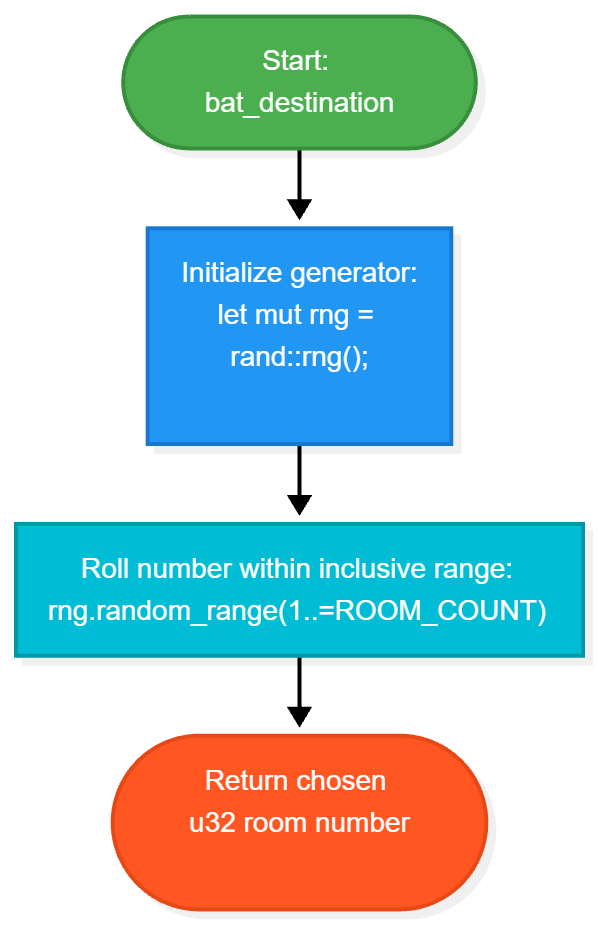 Start:
bat_destination
Initialize generator:
let mut rng =
rand::rng();
Roll number within inclusive range:
rng.random_range(1..=ROOM_COUNT)
Return chosen
u32 room number